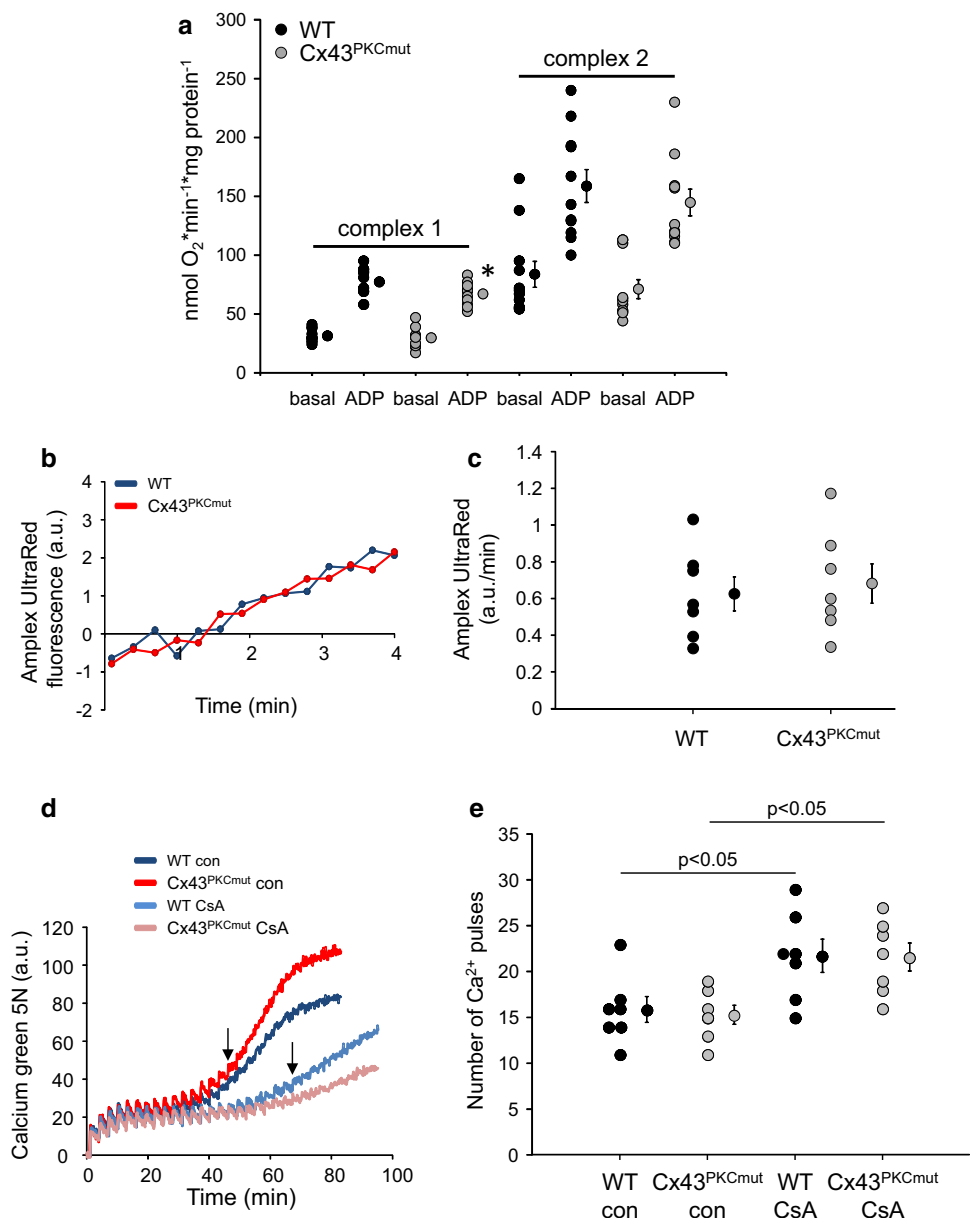 a
WT
Cx43PKCmut
nmol O2*min-1*mg protein-1
300
250
200
150
100
50
0
complex 1
complex 2
*
basal ADP basal ADP basal ADP basal ADP
b
WT
Cx43PKCmut
Amplex UltraRed
fluorescence (a.u.)
4
3
2
1
0
-1
-2
1 2 3 4
Time (min)
c
Amplex UltraRed
(a.u./min)
1.4
1.2
1
0.8
0.6
0.4
0.2
0
WT Cx43PKCmut
d
WT con
Cx43PKCmut con
WT CsA
Cx43PKCmut CsA
Calcium green 5N (a.u.)
120
100
80
60
40
20
0
0 20 40 60 80 100
Time (min)
e
p<0.05
p<0.05
Number of Ca2+ pulses
35
30
25
20
15
10
5
0
WT Cx43PKCmut WT Cx43PKCmut
con con CsA CsA